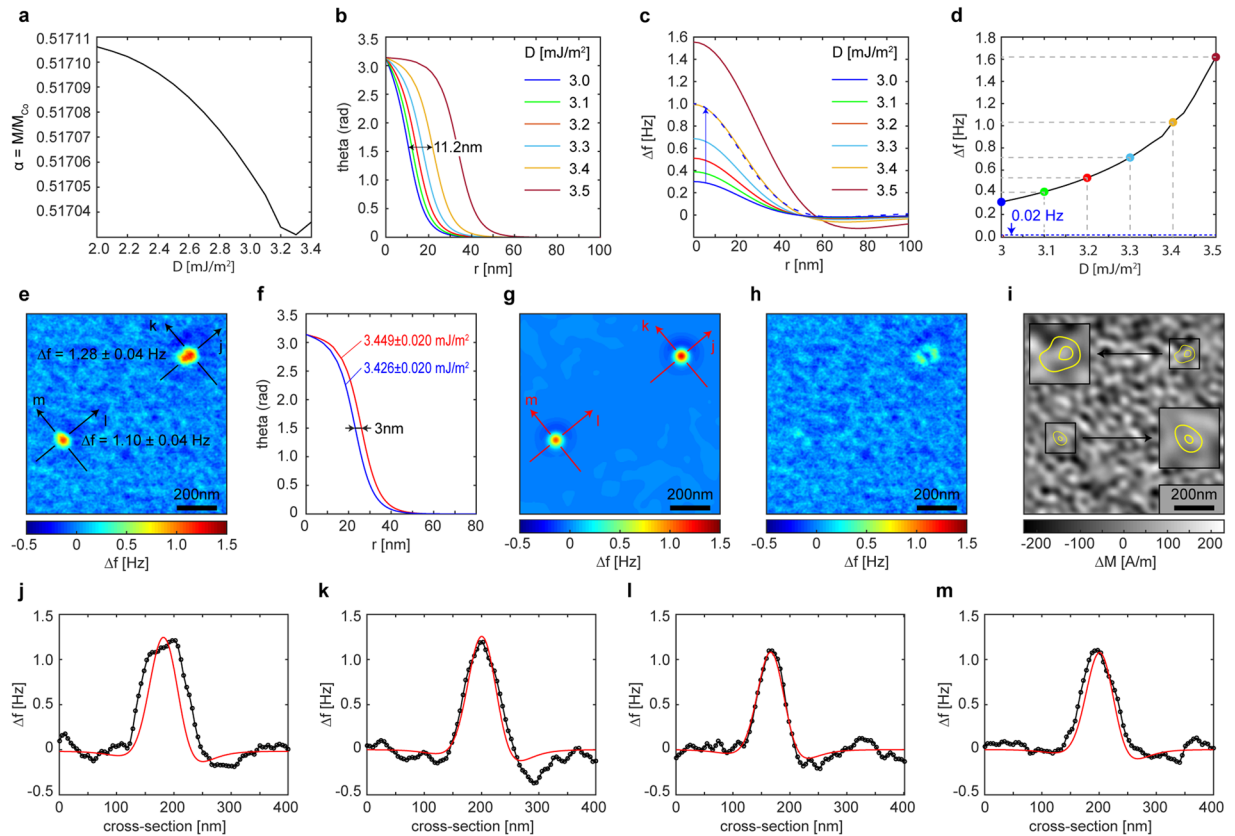 a
0.51711
0.51710
0.51709
0.51708
0.51707
0.51706
0.51705
0.51704
α = M/M_Co
2.0 2.2 2.4 2.6 2.8 3.0 3.2 3.4
D [mJ/m²]
b
3.5
3.0
2.5
2.0
1.5
1.0
0.5
0
theta (rad)
D [mJ/m²]
3.0
3.1
3.2
3.3
3.4
3.5
11.2nm
0 20 40 60 80 100
r [nm]
c
1.6
1.4
1.2
1.0
0.8
0.6
0.4
0.2
0
Δf [Hz]
D [mJ/m²]
3.0
3.1
3.2
3.3
3.4
3.5
0 20 40 60 80 100
r [nm]
d
1.8
1.6
1.4
1.2
0.8
0.6
0.4
1.8
0.0
Δf [Hz]
0.02 Hz
3 3.1 3.2 3.3 3.4 3.5
D [mJ/m²]
e
k
j
Δf = 1.28 ± 0.04 Hz
m
l
Δf = 1.10 ± 0.04 Hz
200nm
-0.5 0 0.5 1.0 1.5
Δf [Hz]
f
3.5
3.0
2.5
2.0
1.5
1.0
3.5
0
theta (rad)
3.449±0.020 mJ/m²
3.426±0.020 mJ/m²
3nm
0 20 40 60 80
r [nm]
g
k
j
m
l
200nm
-0.5 0 0.5 1.0 1.5
Δf [Hz]
h
200nm
-0.5 0 0.5 1.0 1.5
Δf [Hz]
i
200nm
-200 -100 0 100 200
ΔM [A/m]
j
1.5
1.0
0.5
0
-0.5
Δf [Hz]
0 100 200 300 400
cross-section [nm]
k
1.5
1.0
0.5
0
-0.5
Δf [Hz]
0 100 200 300 400
cross-section [nm]
l
1.5
1.0
0.5
0
-0.5
Δf [Hz]
0 100 200 300 400
cross-section [nm]
m
1.5
1.0
0.5
0
-0.5
Δf [Hz]
0 100 200 300 400
cross-section [nm]